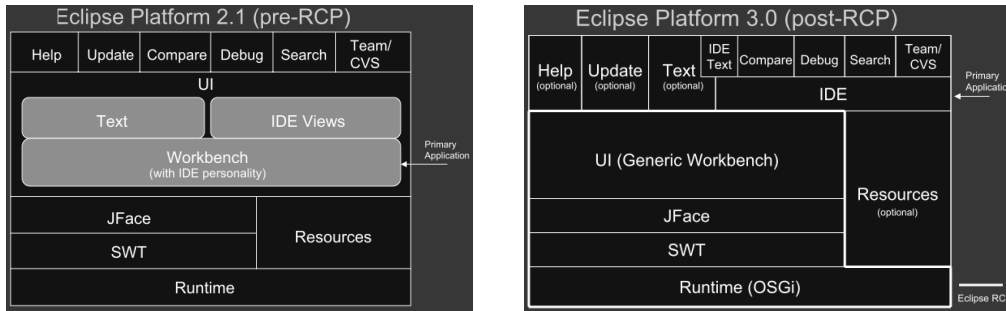 Eclipse Platform 2.1 (pre-RCP)
Help Update Compare Debug Search Team/
CVS
UI
Text IDE Views
Workbench
(with IDE personality)
Primary
Application
JFace
SWT
Resources
Runtime
Eclipse Platform 3.0 (post-RCP)
Help
(optional)
Update
(optional)
Text
(optional)
IDE
Text
Compare Debug Search Team/
CVS
IDE
Primary
Applicatio
UI (Generic Workbench)
Resources
(optional)
JFace
SWT
Runtime (OSGi)
Eclipse RC